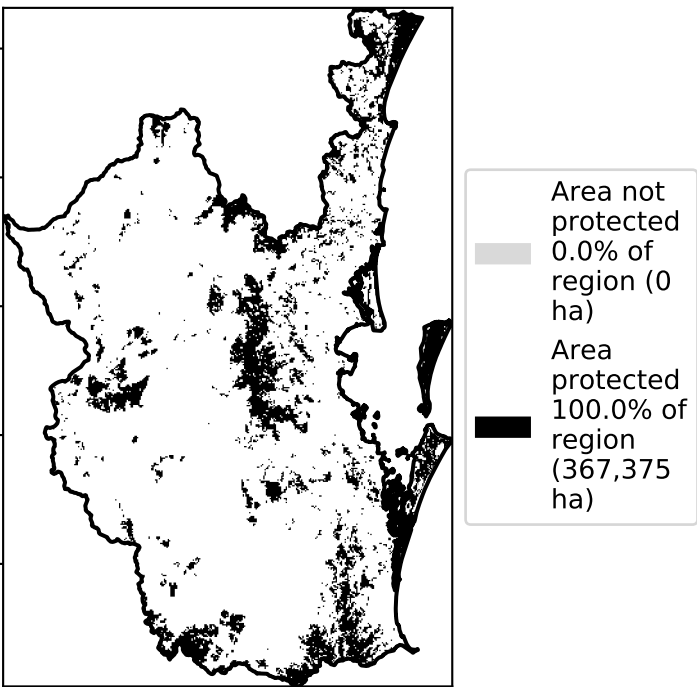 Area not
protected
0.0% of
region (0
ha)
Area
protected
100.0% of
region
(367,375
ha)